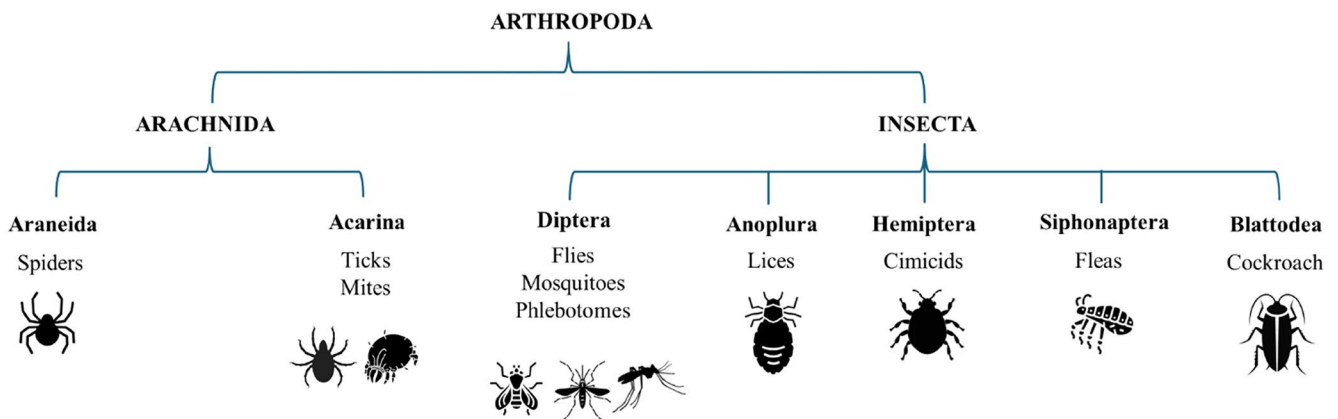 ARTHROPODA
ARACHNIDA
INSECTA
Araneida
Spiders
Acarina
Ticks
Mites
Diptera
Flies
Mosquitoes
Phlebotomes
Anoplura
Lices
Hemiptera
Cimicids
Siphonaptera
Fleas
Blattodea
Cockroach